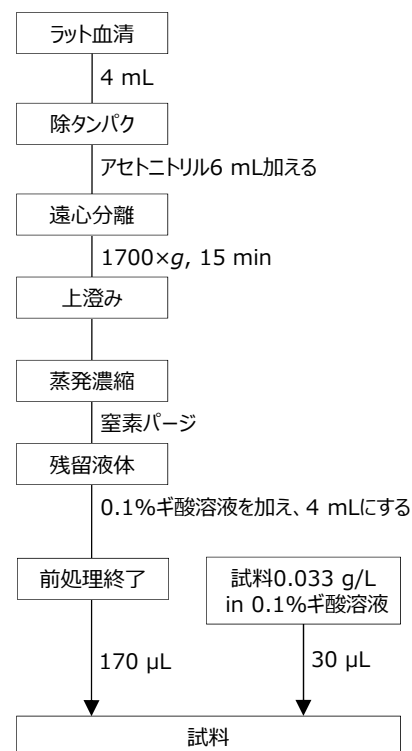 ラット血清
4 mL
除タンパク
アセトニトリル6 mL加える
遠心分離
1700×g, 15 min
上澄み
蒸発濃縮
窒素パージ
残留液体
0.1%ギ酸溶液を加え、4 mLにする
前処理終了
試料0.033 g/L
in 0.1%ギ酸溶液
170 μL
30 μL
試料